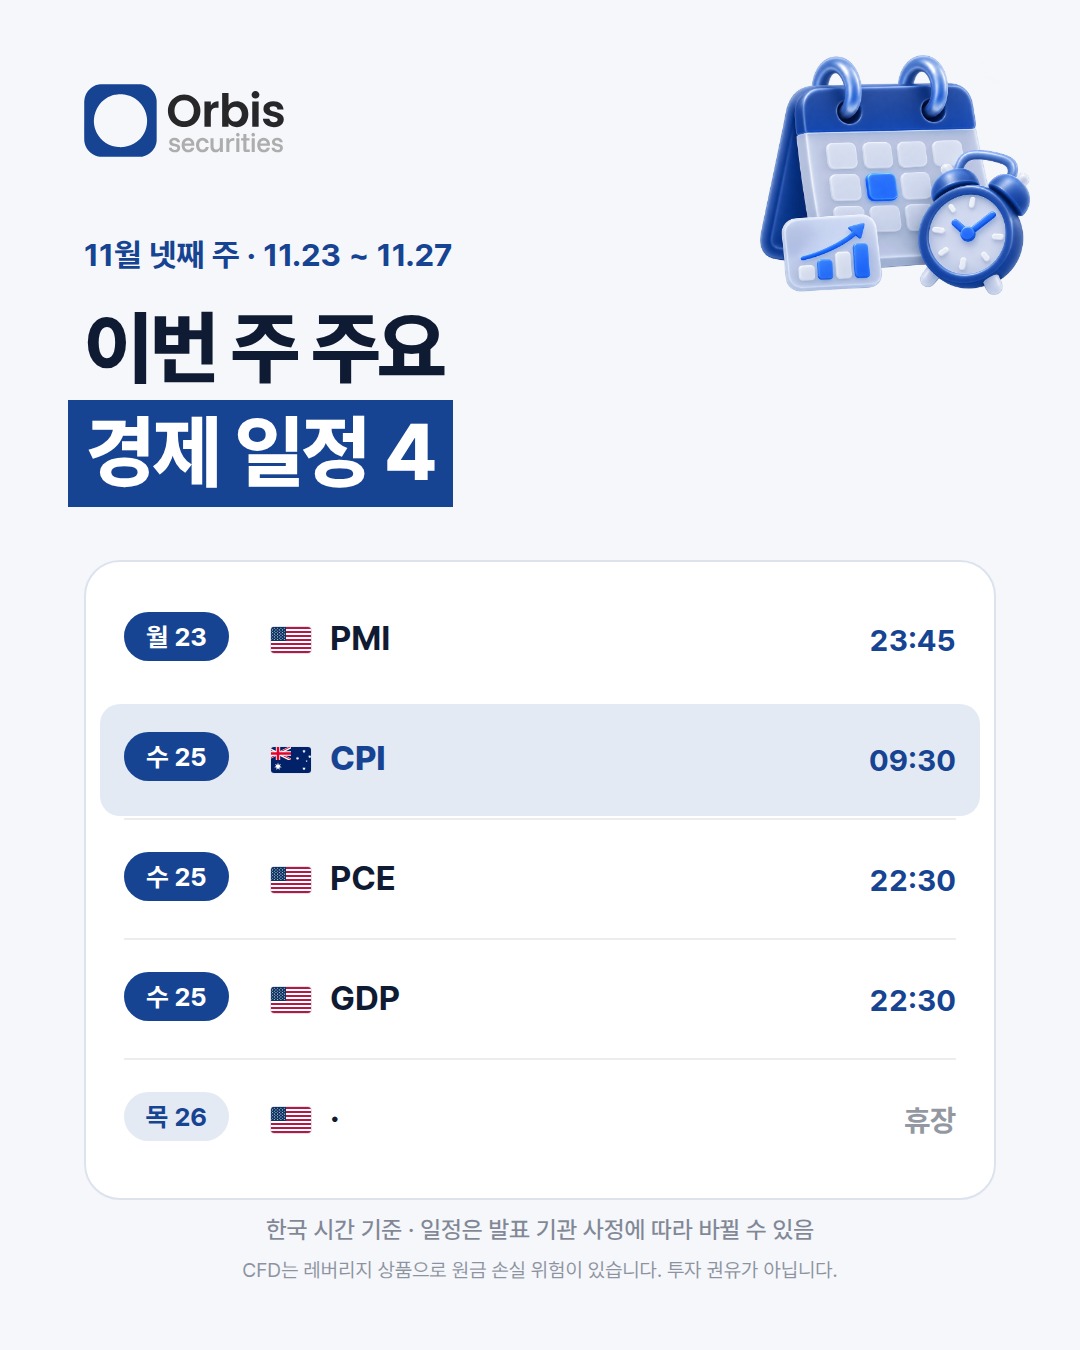 Orbis
securities
11월 넷째 주 · 11.23 ~ 11.27
이번 주 주요
경제 일정 4
월 23 PMI 23:45
수 25 CPI 09:30
수 25 PCE 22:30
수 25 GDP 22:30
목 26 · 휴장
한국 시간 기준 · 일정은 발표 기관 사정에 따라 바뀔 수 있음
CFD는 레버리지 상품으로 원금 손실 위험이 있습니다. 투자 권유가 아닙니다.